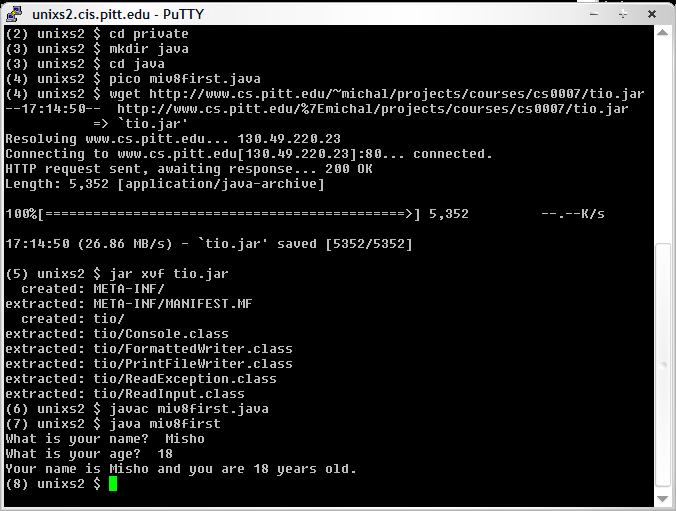 unixs2.cis.pitt.edu - PuTTY
(2) unixs2 $ cd private
(3) unixs2 $ mkdir java
(3) unixs2 $ cd java
(4) unixs2 $ pico miv8first.java
(4) unixs2 $ wget http://www.cs.pitt.edu/~michal/projects/courses/cs0007/tio.jar
--17:14:50--  http://www.cs.pitt.edu/%7Emichal/projects/courses/cs0007/tio.jar
           => `tio.jar'
Resolving www.cs.pitt.edu... 130.49.220.23
Connecting to www.cs.pitt.edu[130.49.220.23]:80... connected.
HTTP request sent, awaiting response... 200 OK
Length: 5,352 [application/java-archive]
100%[============================================>] 5,352         --.--K/s
17:14:50 (26.86 MB/s) - `tio.jar' saved [5352/5352]
(5) unixs2 $ jar xvf tio.jar
  created: META-INF/
extracted: META-INF/MANIFEST.MF
  created: tio/
extracted: tio/Console.class
extracted: tio/FormattedWriter.class
extracted: tio/PrintFileWriter.class
extracted: tio/ReadException.class
extracted: tio/ReadInput.class
(6) unixs2 $ javac miv8first.java
(7) unixs2 $ java miv8first
What is your name?  Misho
What is your age?  18
Your name is Misho and you are 18 years old.
(8) unixs2 $